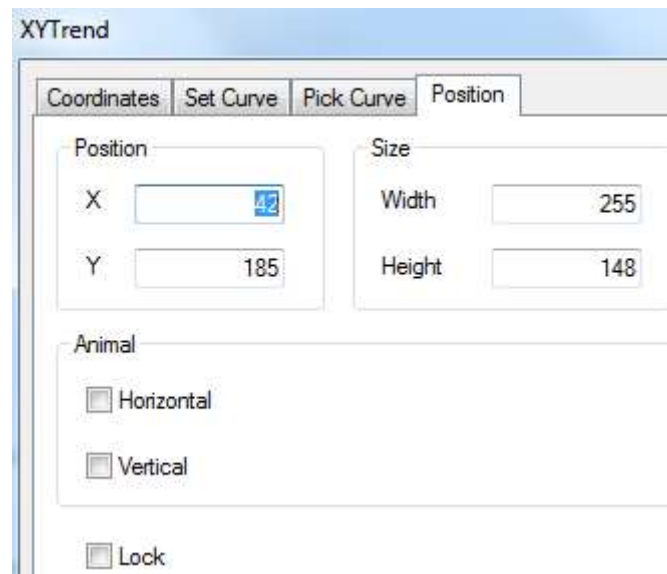 XYTrend
Coordinates Set Curve Pick Curve Position
Position Size
X 42 Width 255
Y 185 Height 148
Animal
Horizontal
Vertical
Lock